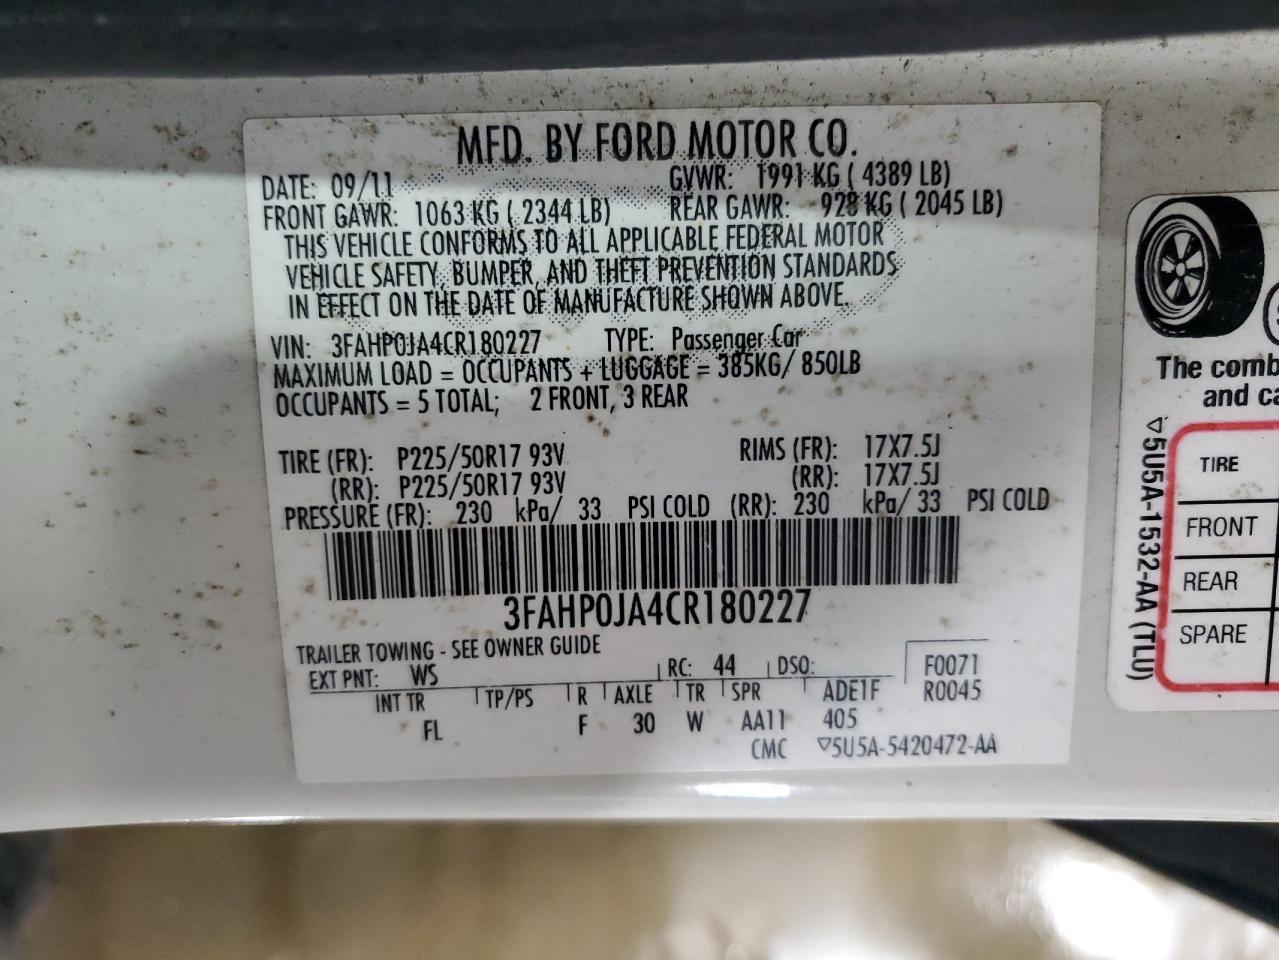 MFD. BY FORD MOTOR CO.
DATE: 09/11 GVWR: 1991 KG ( 4389 LB)
FRONT GAWR: 1063 KG ( 2344 LB) REAR GAWR: 928 KG ( 2045 LB)
THIS VEHICLE CONFORMS TO ALL APPLICABLE FEDERAL MOTOR
VEHICLE SAFETY, BUMPER, AND THEFT PREVENTION STANDARDS
IN EFFECT ON THE DATE OF MANUFACTURE SHOWN ABOVE.
VIN: 3FAHP0JA4CR180227 TYPE: Passenger Car
MAXIMUM LOAD = OCCUPANTS + LUGGAGE = 385KG/ 850LB
OCCUPANTS = 5 TOTAL; 2 FRONT, 3 REAR
TIRE (FR): P225/50R17 93V RIMS (FR): 17X7.5J
(RR): P225/50R17 93V (RR): 17X7.5J
PRESSURE (FR): 230 kPa/ 33 PSI COLD (RR): 230 kPa/ 33 PSI COLD
3FAHP0JA4CR180227
TRAILER TOWING - SEE OWNER GUIDE
EXT PNT: WS RC: 44 DSO: F0071
INT TR TP/PS R AXLE TR SPR ADE1F R0045
FL F 30 W AA11 405
CMC ▽5U5A-5420472-AA
The comb
and ca
▽5U5A-1532-AA (TLU)
TIRE
FRONT
REAR
SPARE